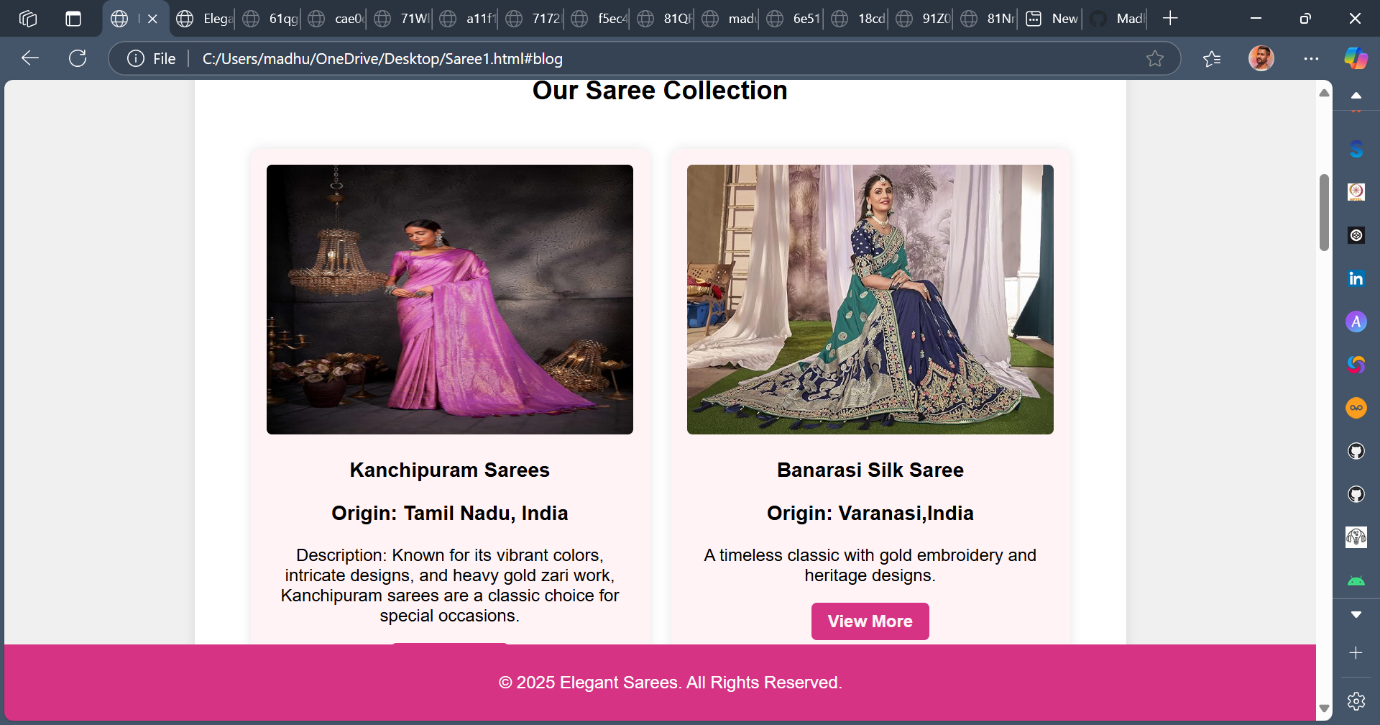 Elega
61qg
cae0
71W
a11f1
7172
f5ec4
81Q
mad
6e51
18cd
91Z0
81N
New
Mad
File
C:/Users/madhu/OneDrive/Desktop/Saree1.html#blog
Our Saree Collection
Kanchipuram Sarees
Origin: Tamil Nadu, India
Description: Known for its vibrant colors,
intricate designs, and heavy gold zari work,
Kanchipuram sarees are a classic choice for
special occasions.
Banarasi Silk Saree
Origin: Varanasi,India
A timeless classic with gold embroidery and
heritage designs.
View More
© 2025 Elegant Sarees. All Rights Reserved.